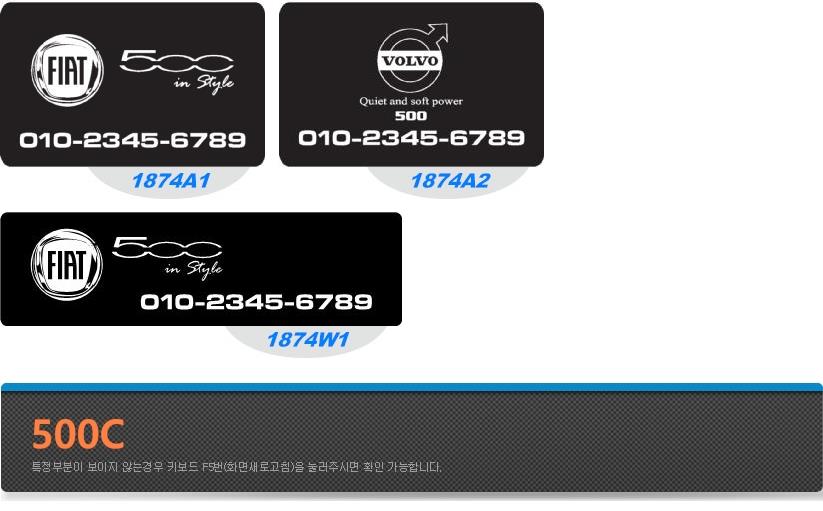 FIAT 500
in Style
010-2345-6789
1874A1
VOLVO
Quiet and soft power
500
010-2345-6789
1874A2
FIAT 500
in Style
010-2345-6789
1874W1
500C
특정부분이 보이지 않는경우 키보드 F5번(화면새로고침)을 눌러주시면 확인 가능합니다.